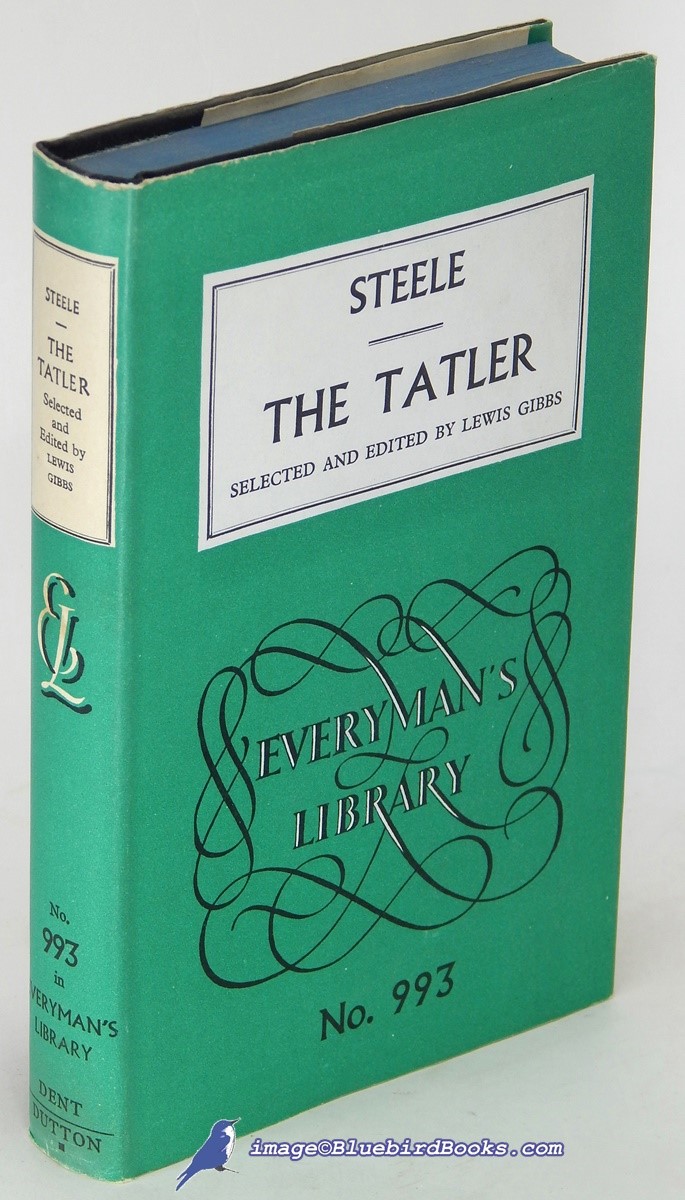 STEELE
THE TATLER
SELECTED AND EDITED BY LEWIS GIBBS
EVERYMAN'S
LIBRARY
No. 993
STEELE
THE
TATLER
Selected
and
Edited by
LEWIS
GIBBS
EL
No.
993
in
VERYMAN'S
LIBRARY
DENT
DUTTON
image©BluebirdBooks.com